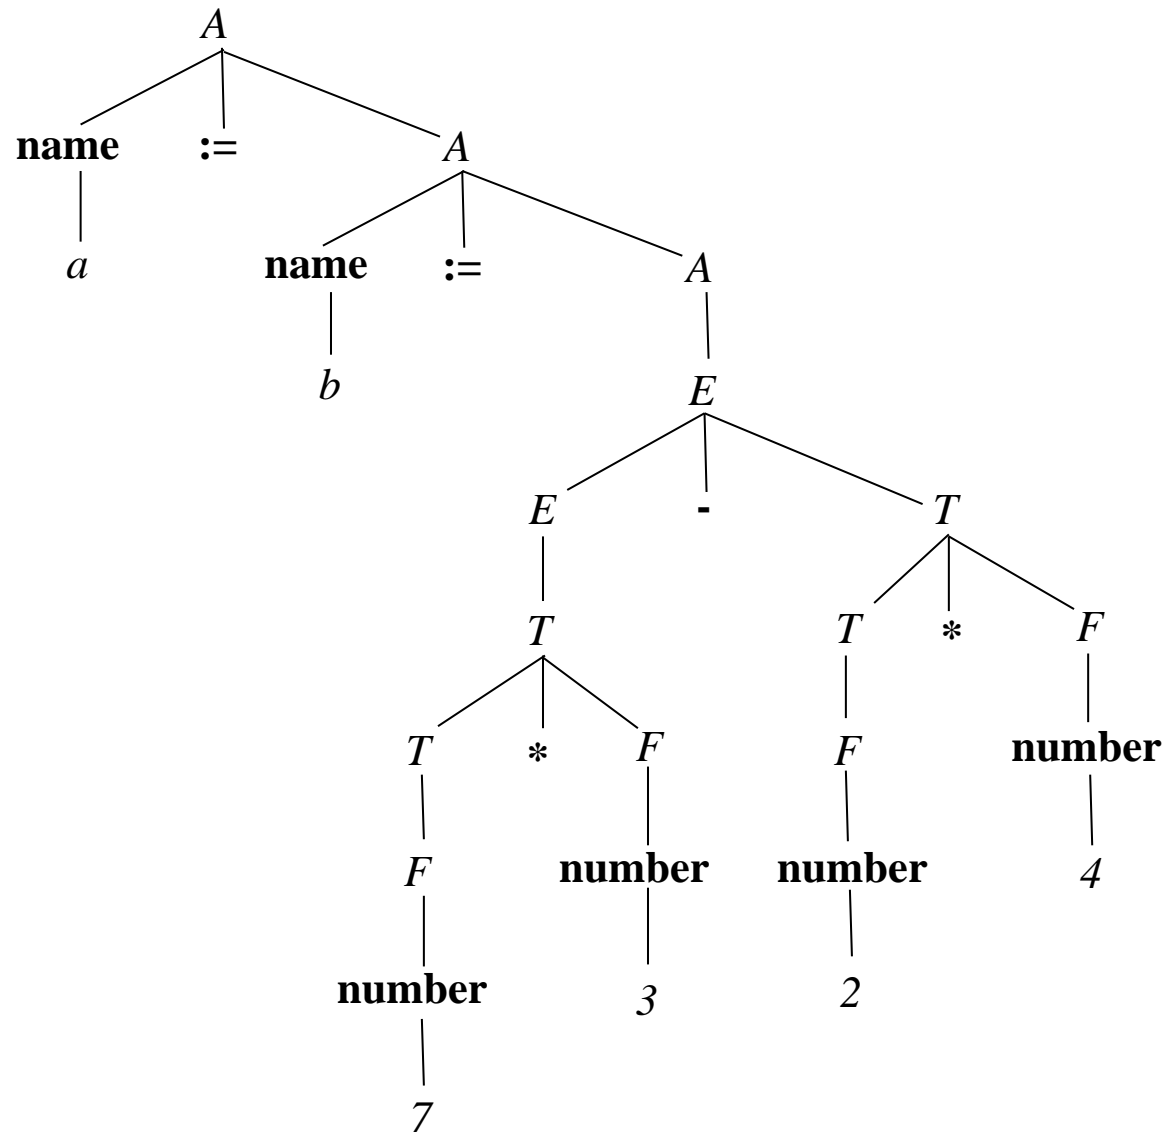 A
name := A
a name := A
b E
E - T
T T * F
T * F F number
F number number 4
number 3 2
7